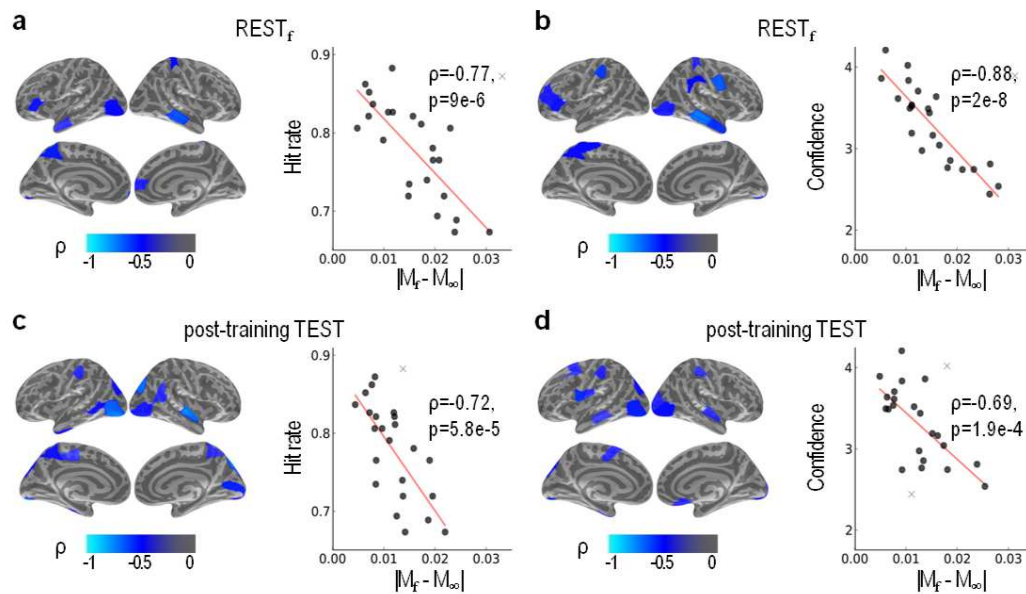 a
REST_f
0.9
0.8
0.7
Hit rate
ρ=-0.77,
p=9e-6
ρ
-1 -0.5 0
0.00 0.01 0.02 0.03
|M_f - M_∞|
b
REST_f
4
3
2
Confidence
ρ=-0.88,
p=2e-8
ρ
-1 -0.5 0
0.00 0.01 0.02 0.03
|M_f - M_∞|
c
post-training TEST
0.9
0.8
0.7
Hit rate
ρ=-0.72,
p=5.8e-5
ρ
-1 -0.5 0
0.00 0.01 0.02 0.03
|M_f - M_∞|
d
post-training TEST
4
3
2
Confidence
ρ=-0.69,
p=1.9e-4
ρ
-1 -0.5 0
0.00 0.01 0.02 0.03
|M_f - M_∞|